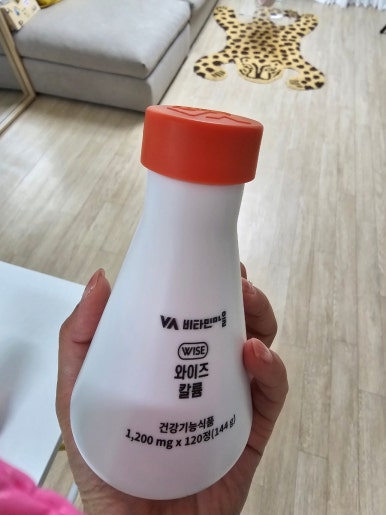 VA 비타민마을
WISE
와이즈
칼슘
건강기능식품
1,200 mg x 120정(144 g)